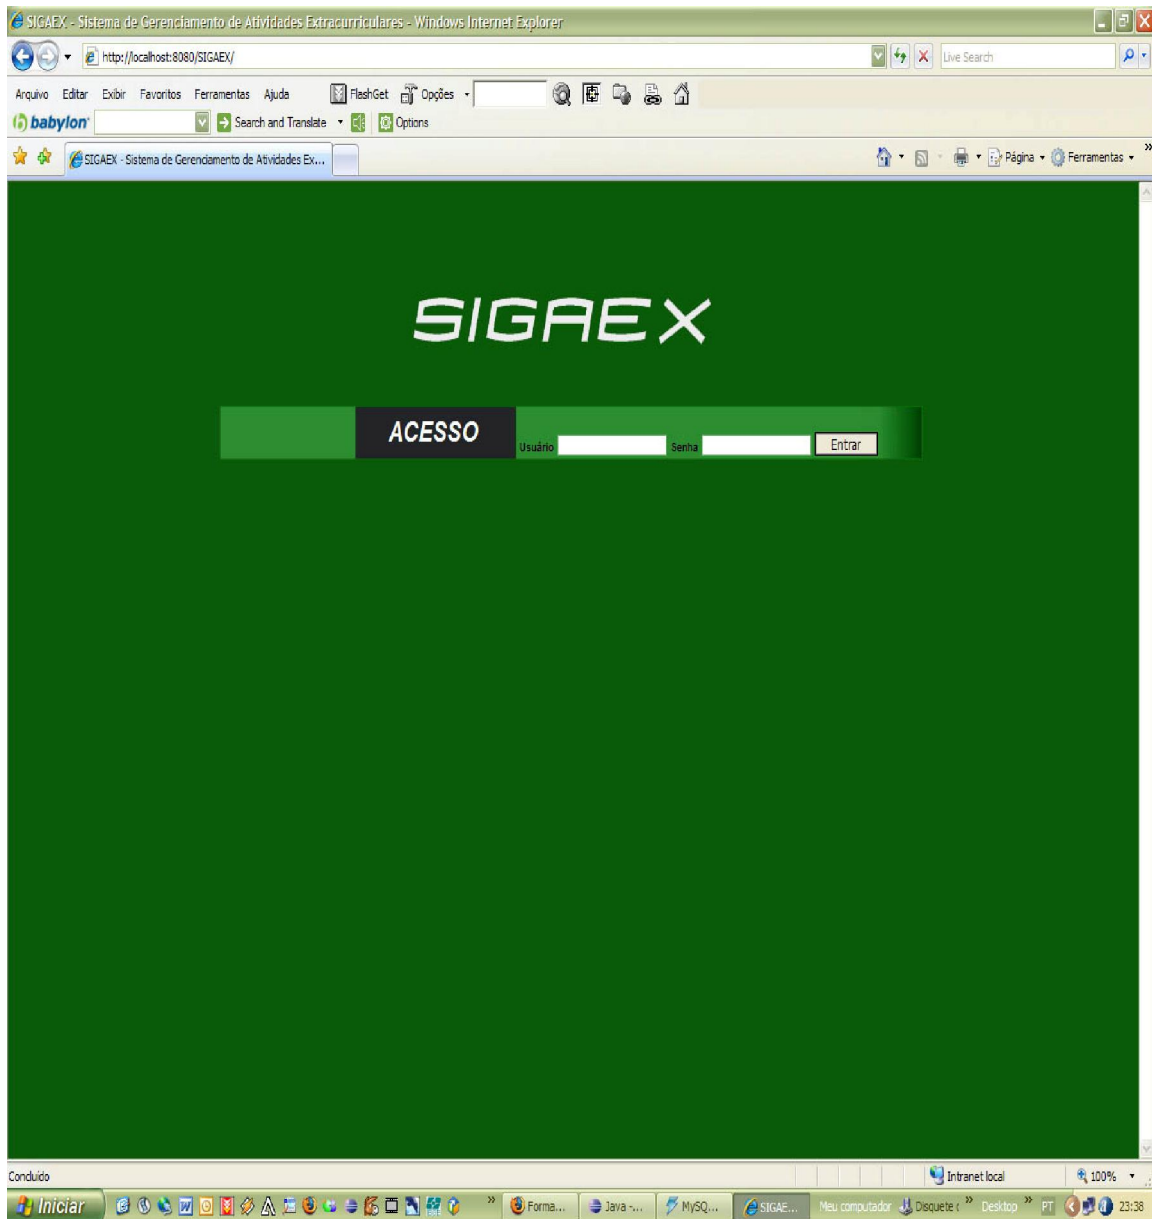 SIGAEX - Sistema de Gerenciamento de Atividades Extracurriculares - Windows Internet Explorer
http://localhost:8080/SIGAEX/ Live Search
Arquivo Editar Exibir Favoritos Ferramentas Ajuda FlashGet Opções
babylon Search and Translate Options
SIGAEX - Sistema de Gerenciamento de Atividades Ex... Página Ferramentas »
SIGAEX
ACESSO Usuário Senha Entrar
Concluído Intranet local 100%
Iniciar » Forma... Java -... MySQ... SIGAE... Meu computador Disquete ( » Desktop » PT 23:38